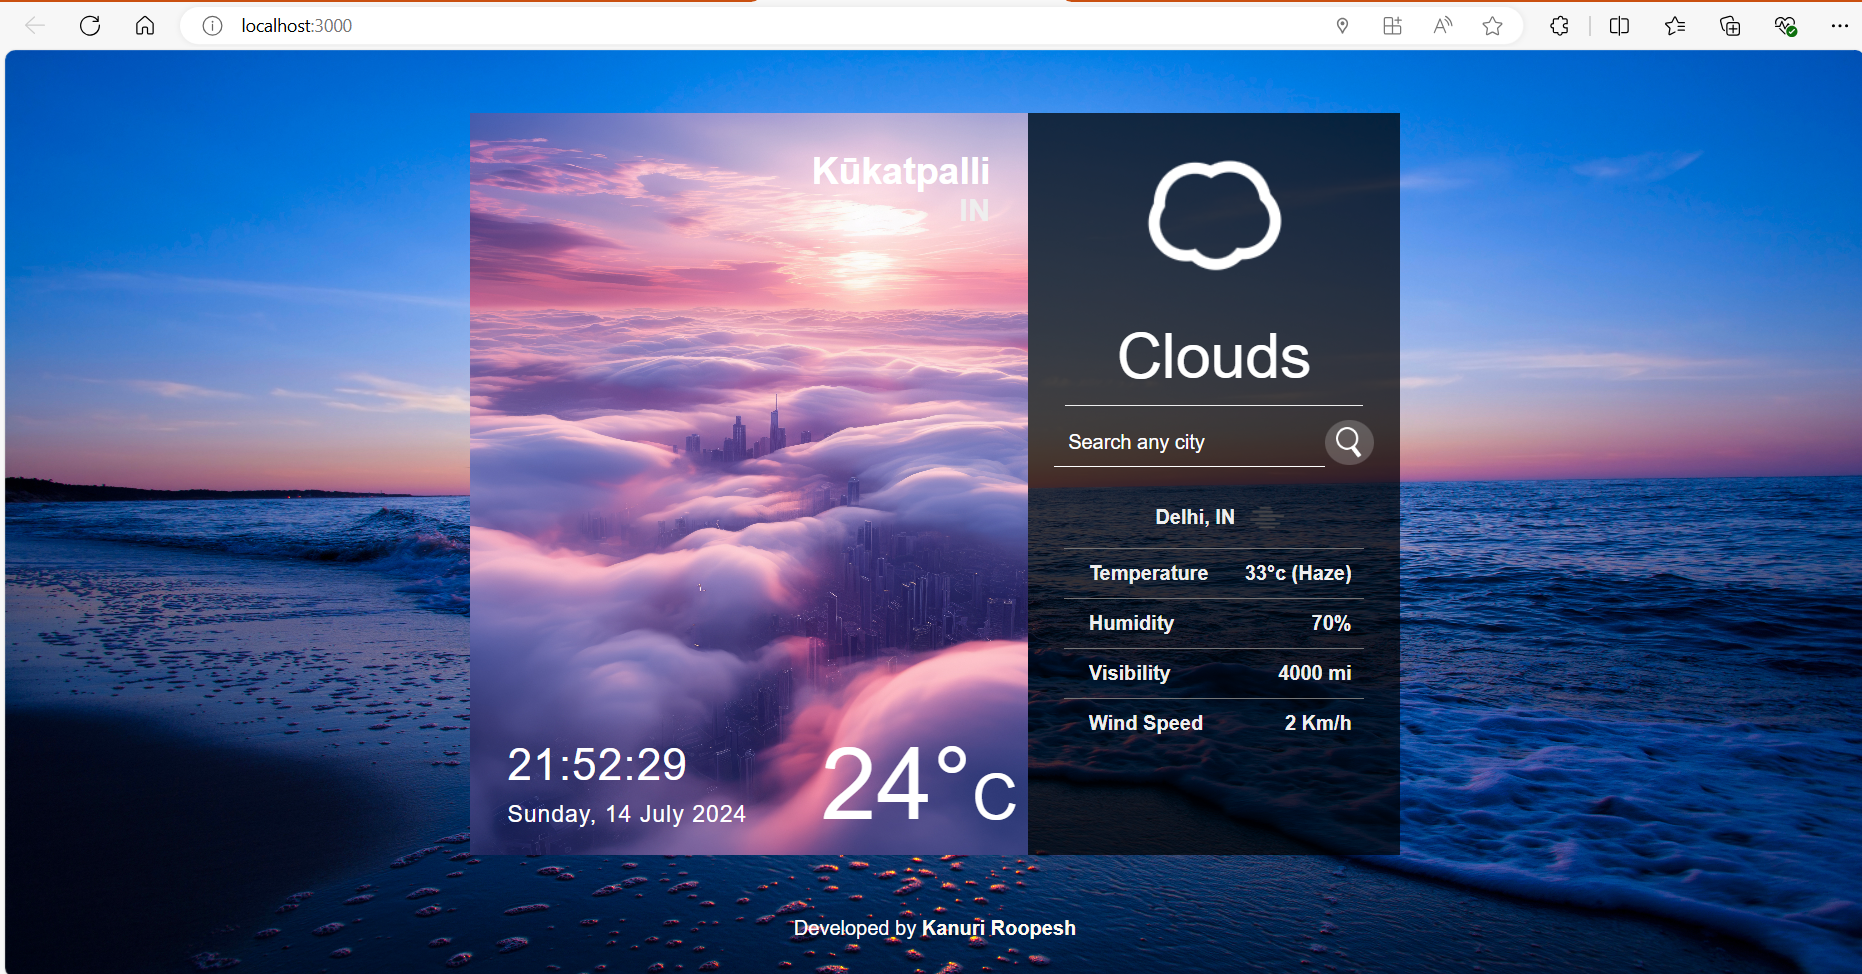 localhost:3000
Kūkatpalli
IN
21:52:29
Sunday, 14 July 2024
24°c
Clouds
Search any city
Delhi, IN
Temperature 33°c (Haze)
Humidity 70%
Visibility 4000 mi
Wind Speed 2 Km/h
Developed by Kanuri Roopesh